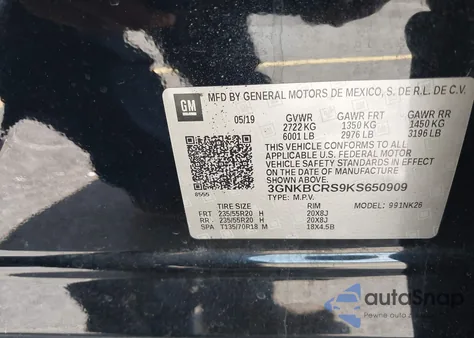 GM
MFD BY GENERAL MOTORS DE MEXICO, S. DE R.L. DE C.V.
05/19 GVWR GAWR FRT GAWR RR
2722 KG 1350 KG 1450 KG
6001 LB 2976 LB 3196 LB
THIS VEHICLE CONFORMS TO ALL
APPLICABLE U.S. FEDERAL MOTOR
VEHICLE SAFETY STANDARDS IN EFFECT
ON THE DATE OF MANUFACTURE
SHOWN ABOVE.
3GNKBCRS9KS650909
8555 TYPE: M.P.V. MODEL: 991NK26
TIRE SIZE RIM
FRT 235/55R20 H 20X8J
RR 235/55R20 H 20X8J
SPA T135/70R18 M 18X4.5B
autoSnap
Pewne auto z